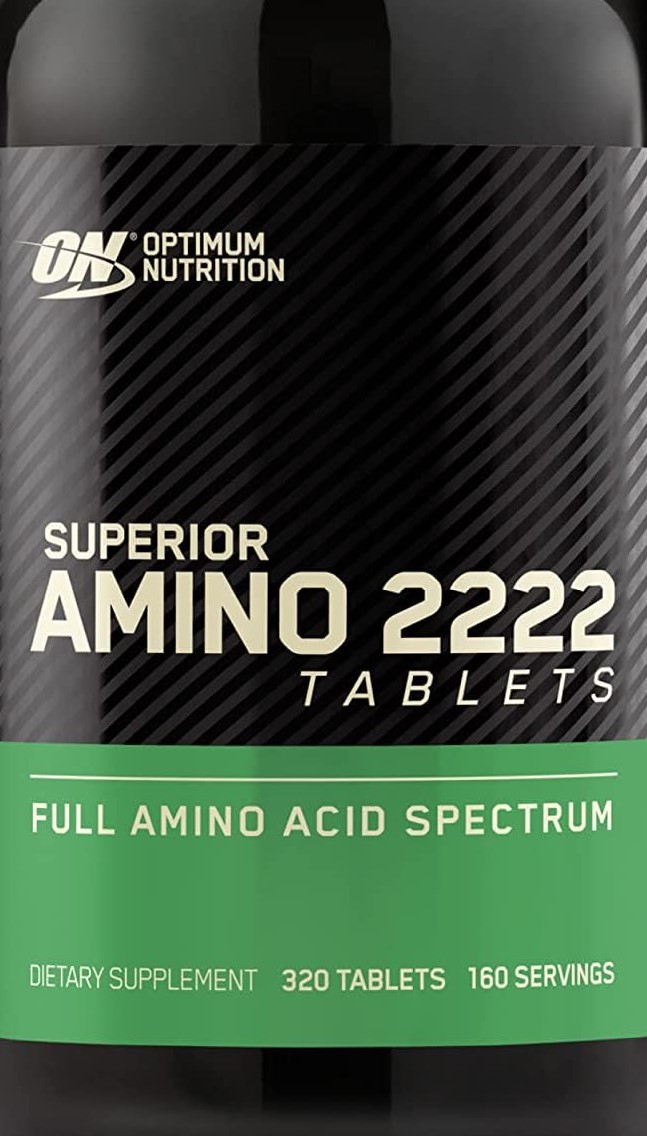 ON® OPTIMUM
NUTRITION
SUPERIOR
AMINO 2222
TABLETS
FULL AMINO ACID SPECTRUM
DIETARY SUPPLEMENT 320 TABLETS 160 SERVINGS